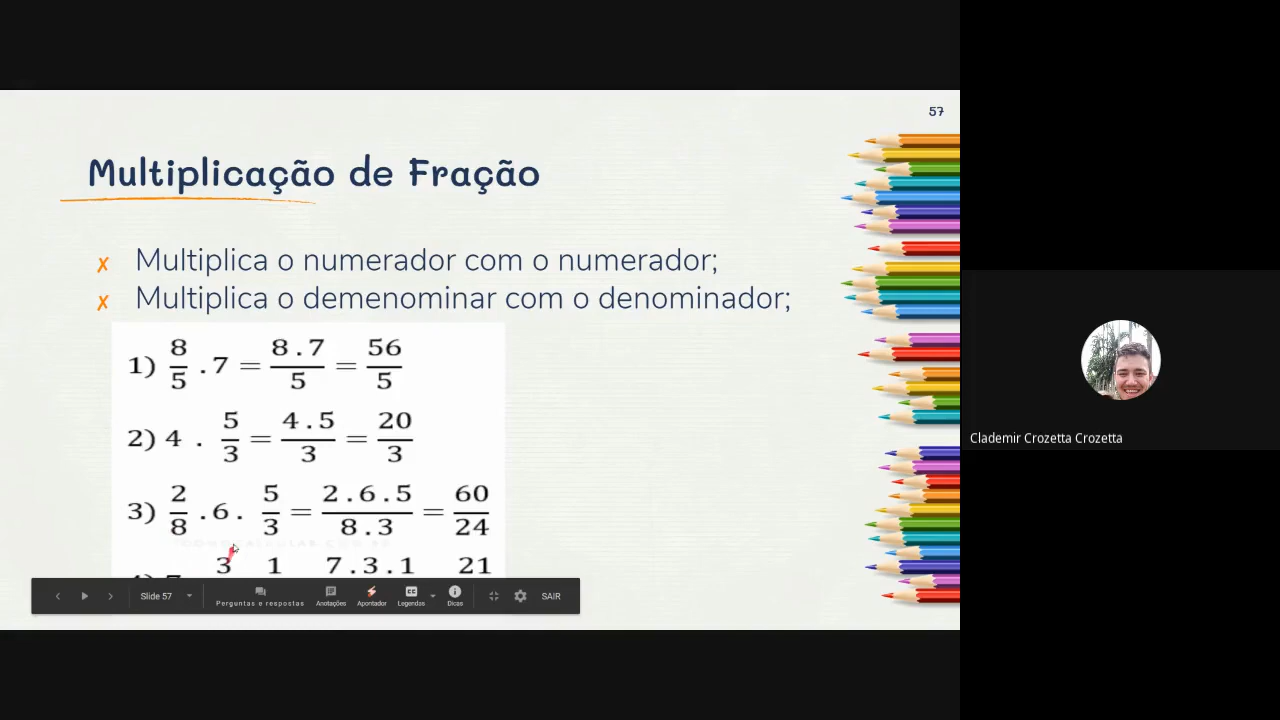 57
Multiplicação de Fração
✗ Multiplica o numerador com o numerador;
✗ Multiplica o demenominar com o denominador;
1) 8/5 . 7 = 8 . 7/5 = 56/5
2) 4 . 5/3 = 4 . 5/3 = 20/3
3) 2/8 . 6 . 5/3 = 2 . 6 . 5/8 . 3 = 60/24
3 1 7 . 3 . 1 21
Slide 57
Perguntas e respostas
Anotações
Apontador
Legendas
Dicas
SAIR
Clademir Crozetta Crozetta